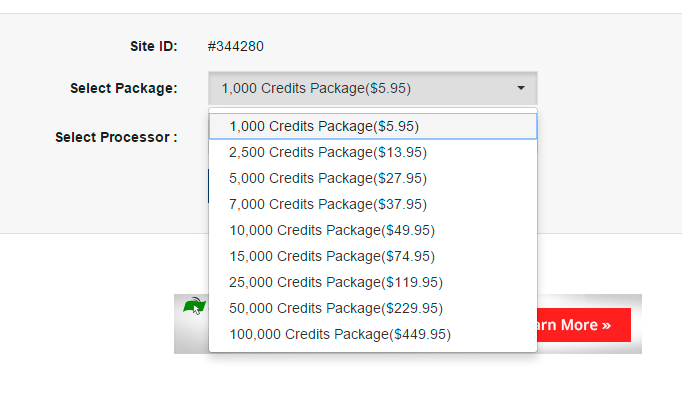 Site ID: #344280
Select Package: 1,000 Credits Package($5.95)
Select Processor :
1,000 Credits Package($5.95)
2,500 Credits Package($13.95)
5,000 Credits Package($27.95)
7,000 Credits Package($37.95)
10,000 Credits Package($49.95)
15,000 Credits Package($74.95)
25,000 Credits Package($119.95)
50,000 Credits Package($229.95)
100,000 Credits Package($449.95)
arn More »